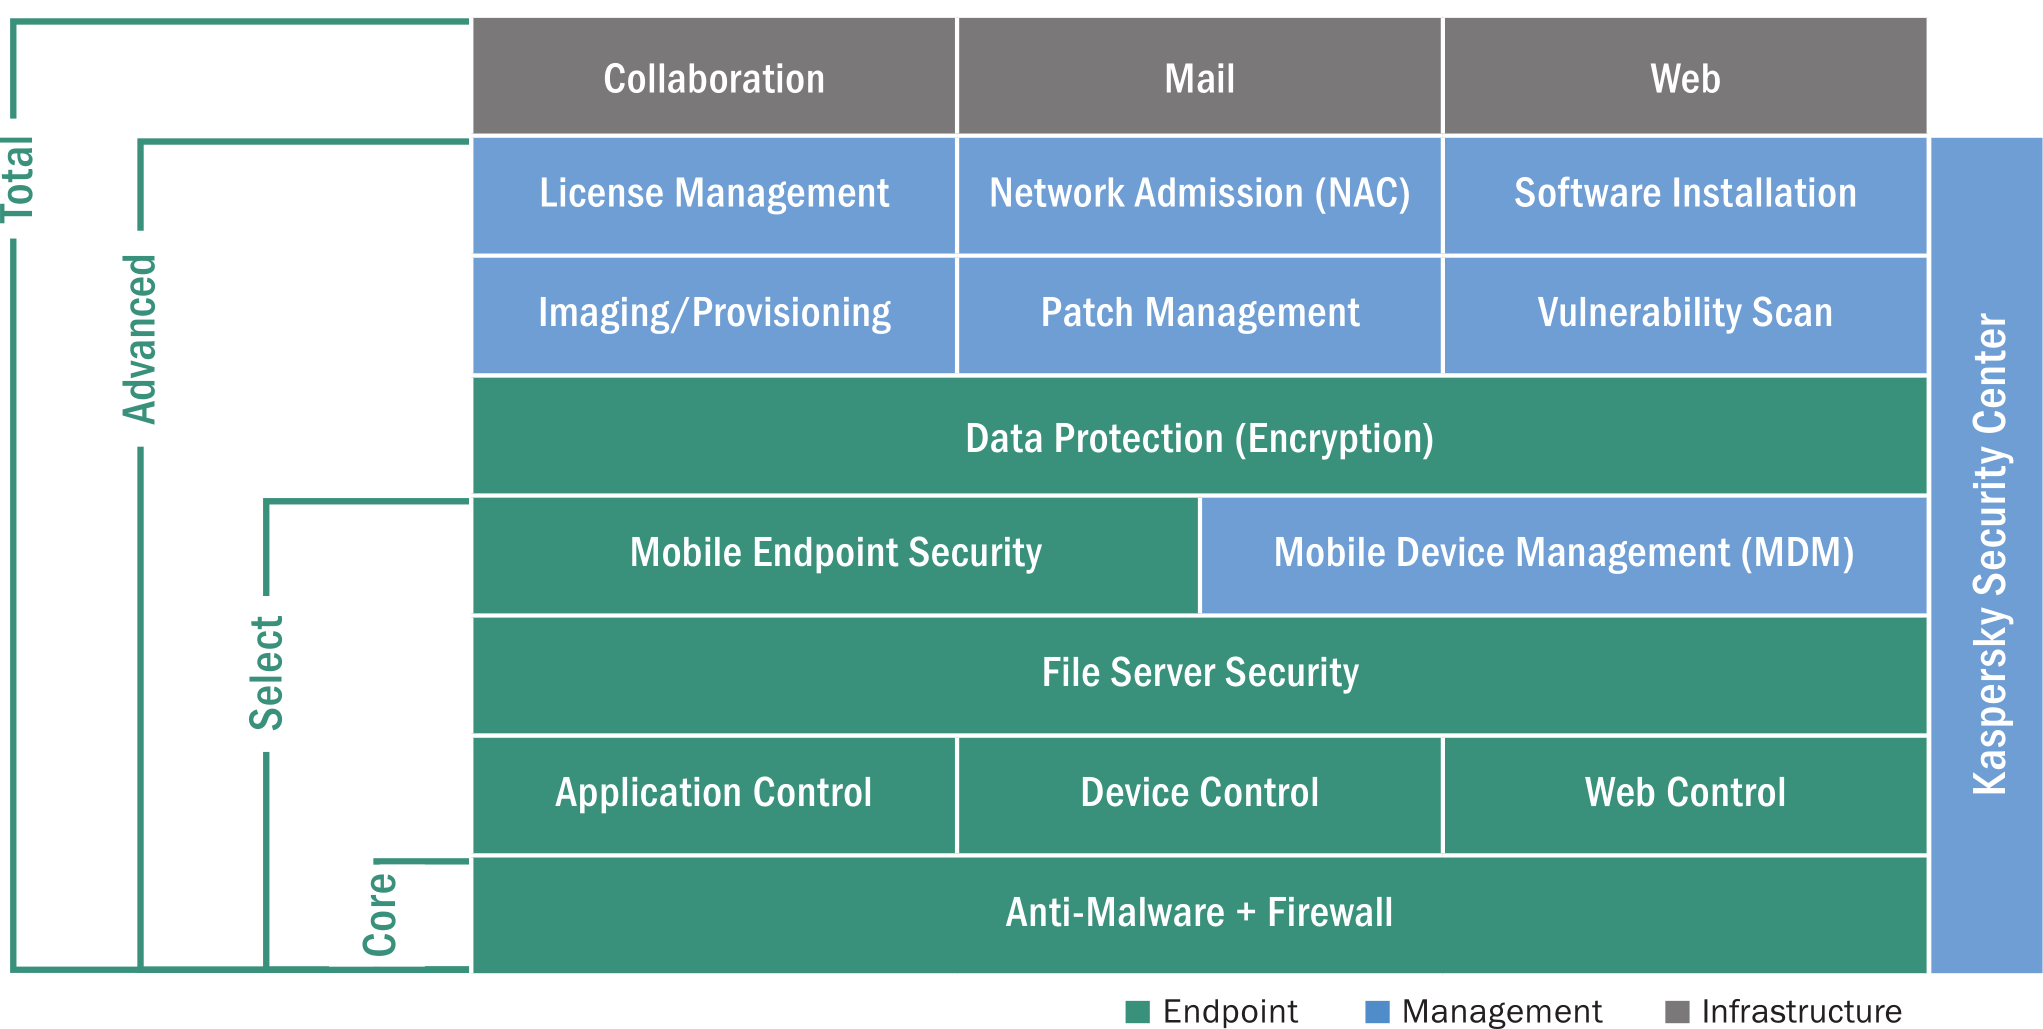 Collaboration
Mail
Web
Total
License Management
Network Admission (NAC)
Software Installation
Advanced
Imaging/Provisioning
Patch Management
Vulnerability Scan
Kaspersky Security Center
Data Protection (Encryption)
Select
Mobile Endpoint Security
Mobile Device Management (MDM)
File Server Security
Application Control
Device Control
Web Control
Core
Anti-Malware + Firewall
Endpoint
Management
Infrastructure